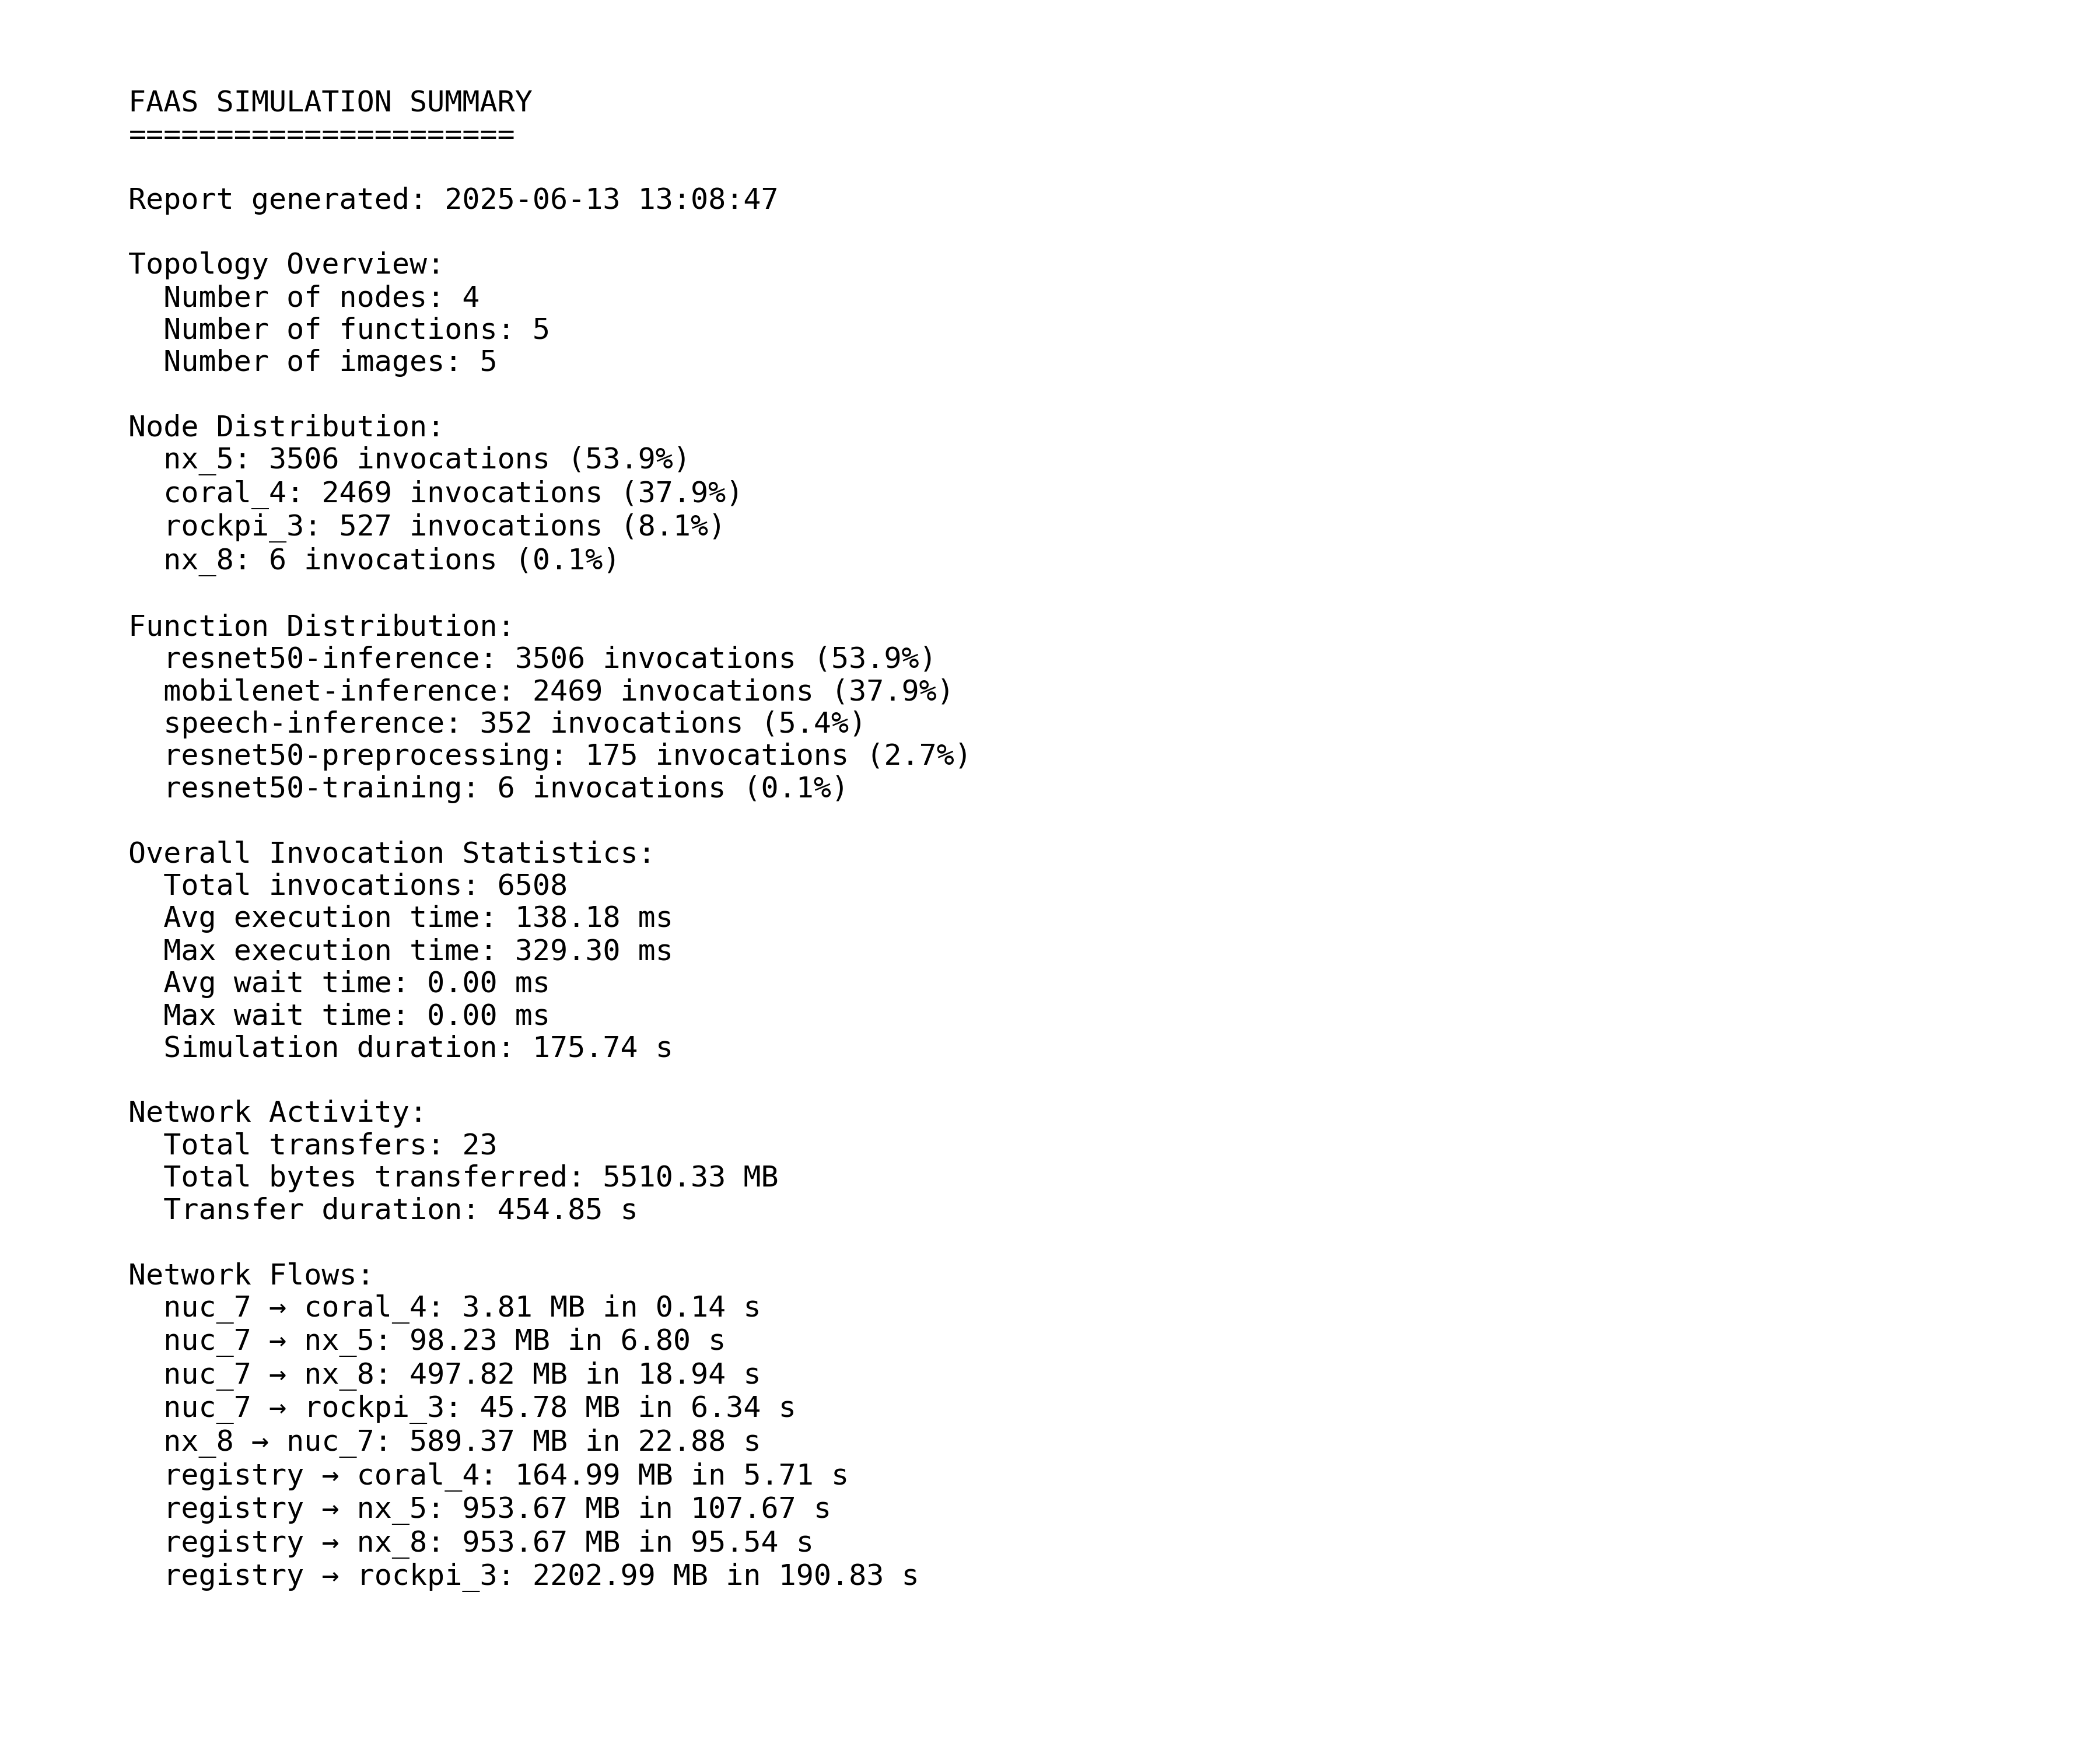 FAAS SIMULATION SUMMARY
======================
Report generated: 2025-06-13 13:08:47
Topology Overview:
Number of nodes: 4
Number of functions: 5
Number of images: 5
Node Distribution:
nx_5: 3506 invocations (53.9%)
coral_4: 2469 invocations (37.9%)
rockpi_3: 527 invocations (8.1%)
nx_8: 6 invocations (0.1%)
Function Distribution:
resnet50-inference: 3506 invocations (53.9%)
mobilenet-inference: 2469 invocations (37.9%)
speech-inference: 352 invocations (5.4%)
resnet50-preprocessing: 175 invocations (2.7%)
resnet50-training: 6 invocations (0.1%)
Overall Invocation Statistics:
Total invocations: 6508
Avg execution time: 138.18 ms
Max execution time: 329.30 ms
Avg wait time: 0.00 ms
Max wait time: 0.00 ms
Simulation duration: 175.74 s
Network Activity:
Total transfers: 23
Total bytes transferred: 5510.33 MB
Transfer duration: 454.85 s
Network Flows:
nuc_7 → coral_4: 3.81 MB in 0.14 s
nuc_7 → nx_5: 98.23 MB in 6.80 s
nuc_7 → nx_8: 497.82 MB in 18.94 s
nuc_7 → rockpi_3: 45.78 MB in 6.34 s
nx_8 → nuc_7: 589.37 MB in 22.88 s
registry → coral_4: 164.99 MB in 5.71 s
registry → nx_5: 953.67 MB in 107.67 s
registry → nx_8: 953.67 MB in 95.54 s
registry → rockpi_3: 2202.99 MB in 190.83 s